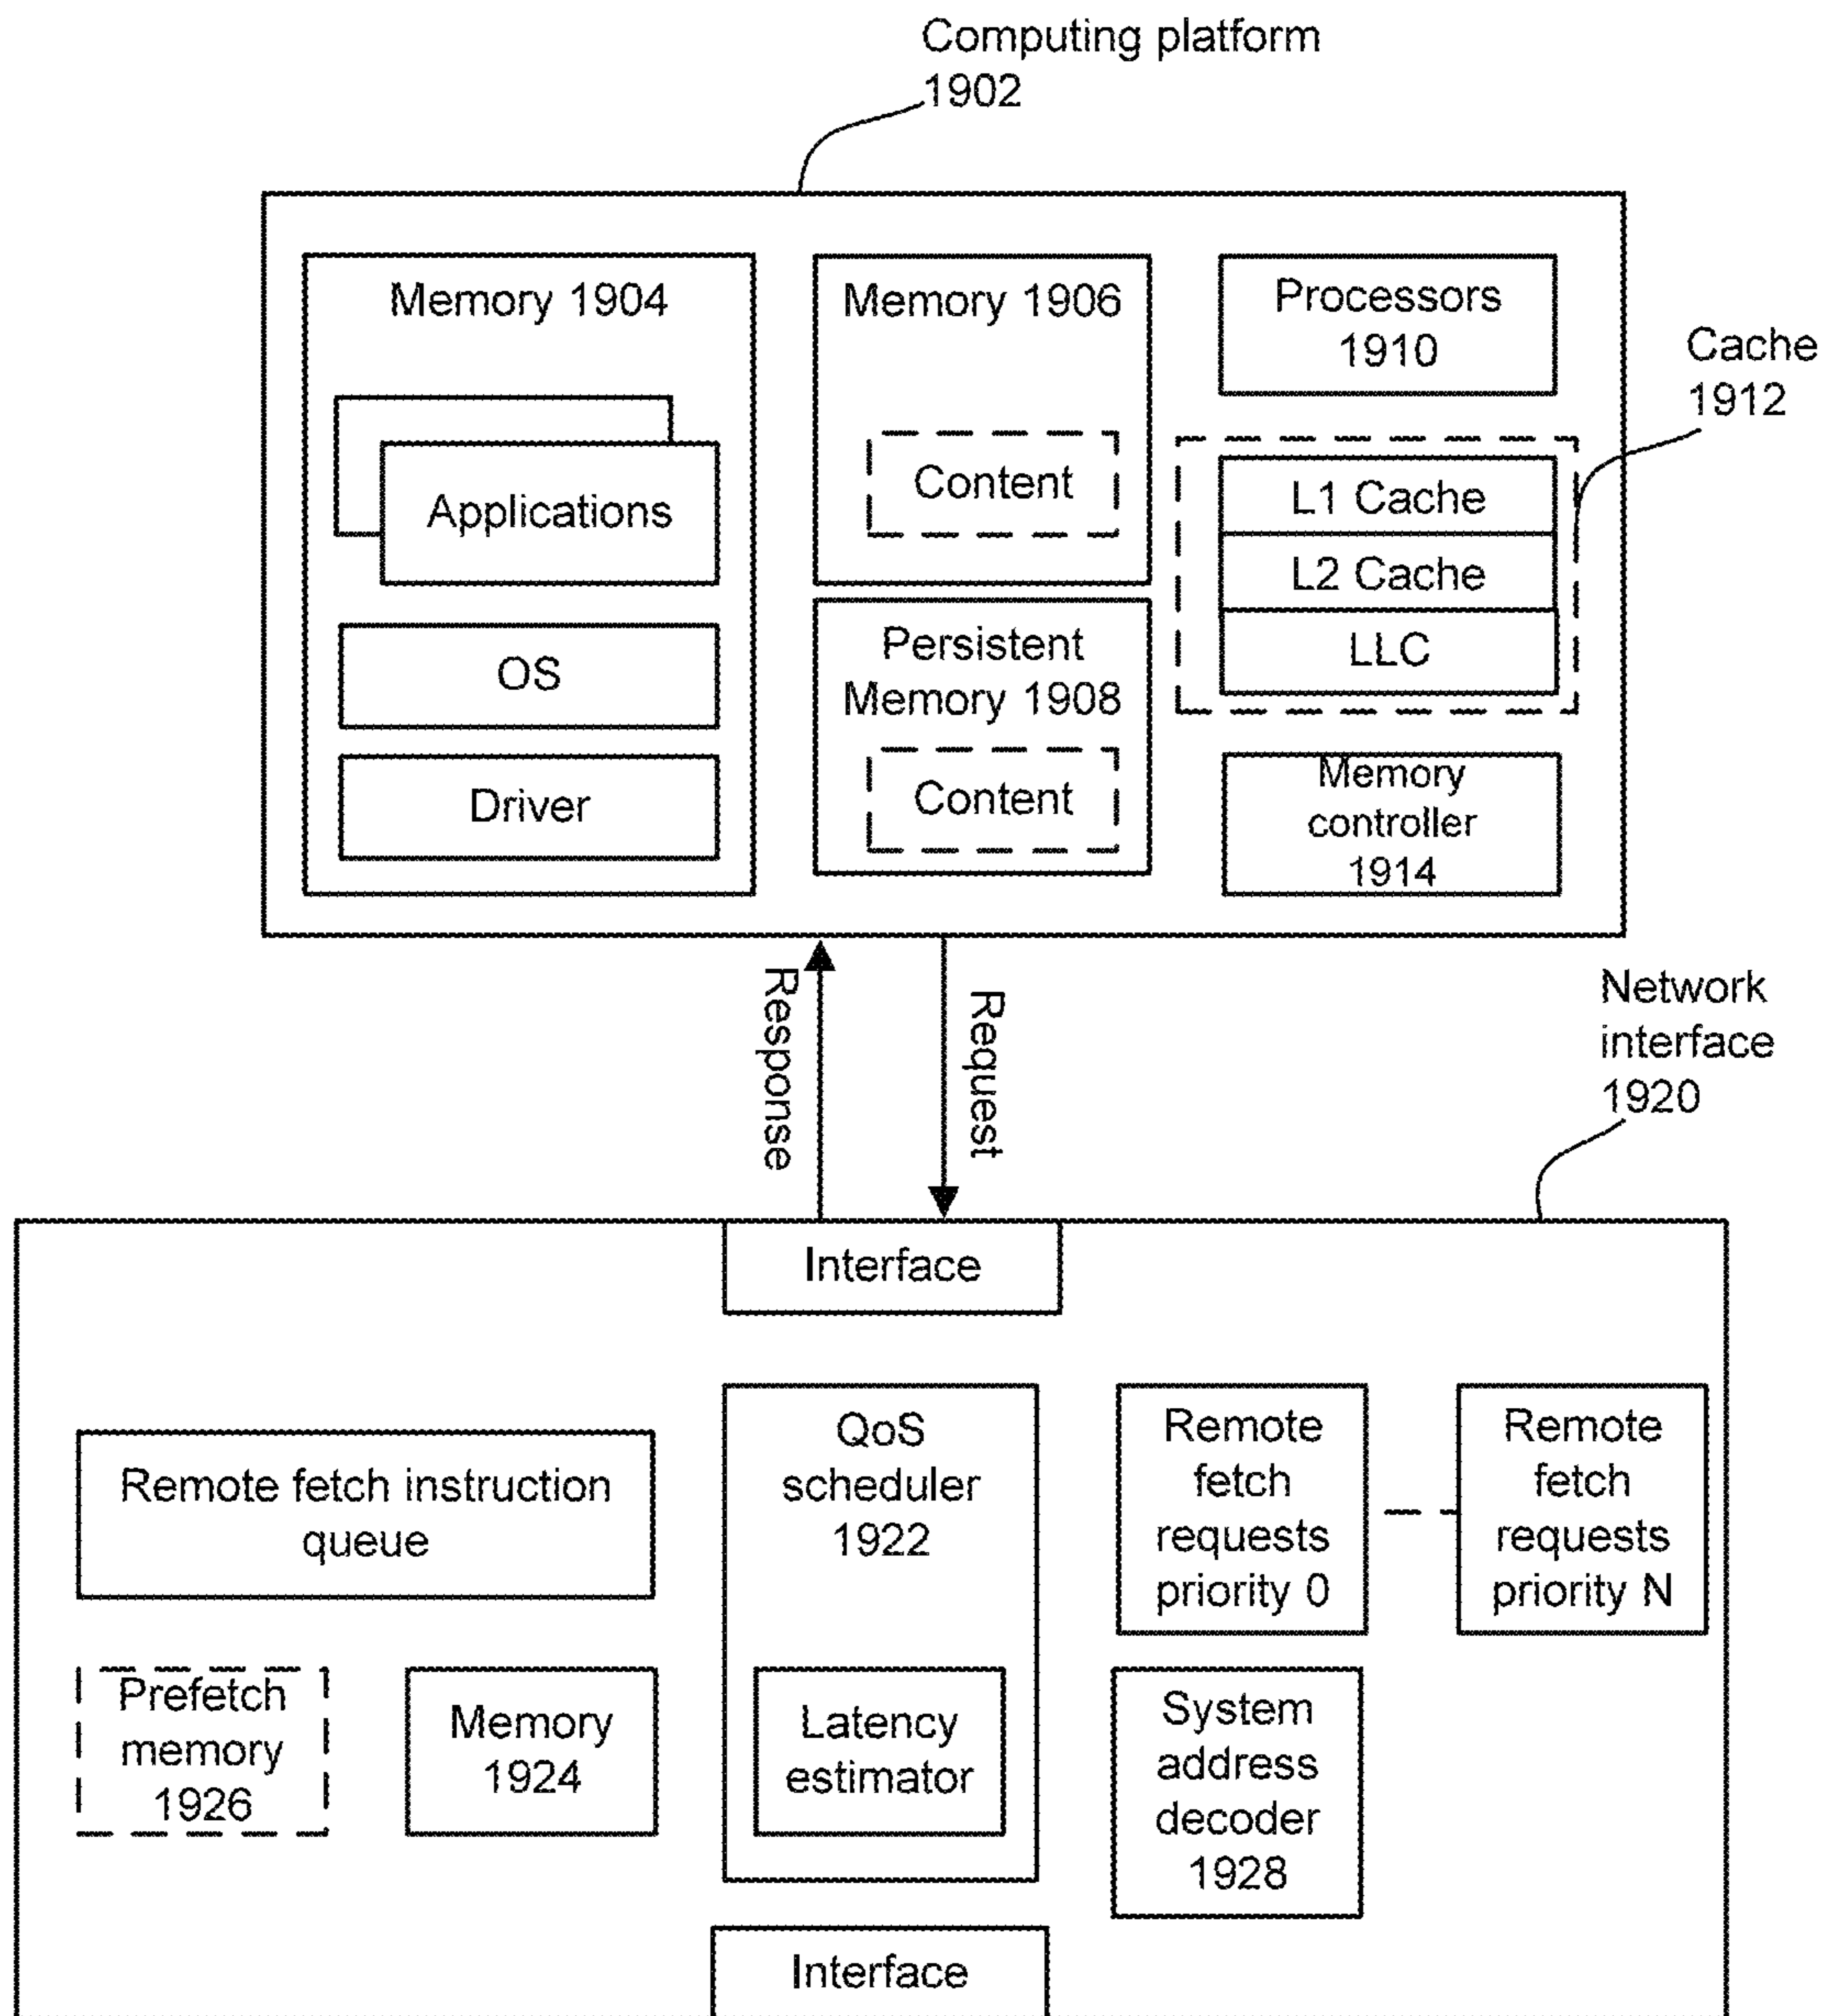 Computing platform
1902
Memory 1904
Applications
OS
Driver
Memory 1906
Content
Persistent
Memory 1908
Content
Processors
1910
Cache
1912
L1 Cache
L2 Cache
LLC
Memory
controller
1914
Response
Request
Network
interface
1920
Interface
Remote fetch instruction
queue
QoS
scheduler
1922
Remote
fetch
requests
priority 0
Remote
fetch
requests
priority N
Prefetch
memory
1926
Memory
1924
Latency
estimator
System
address
decoder
1928
Interface